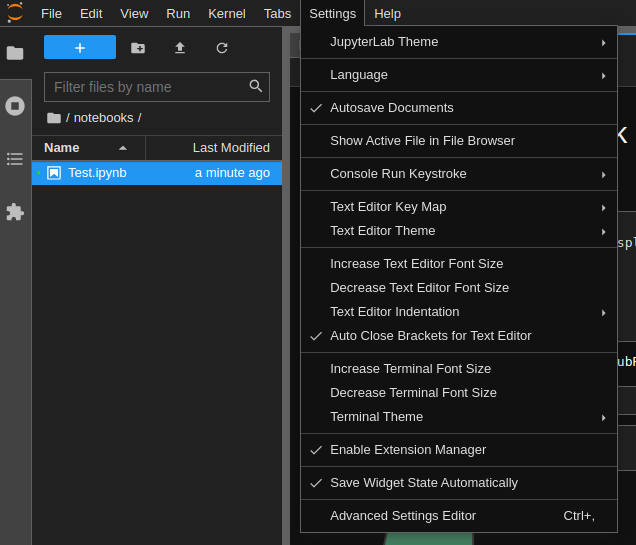 File Edit View Run Kernel Tabs Settings Help
Filter files by name
/ notebooks /
Name Last Modified
Test.ipynb a minute ago
JupyterLab Theme
Language
Autosave Documents
Show Active File in File Browser
Console Run Keystroke
Text Editor Key Map
Text Editor Theme
Increase Text Editor Font Size
Decrease Text Editor Font Size
Text Editor Indentation
Auto Close Brackets for Text Editor
Increase Terminal Font Size
Decrease Terminal Font Size
Terminal Theme
Enable Extension Manager
Save Widget State Automatically
Advanced Settings Editor Ctrl+,